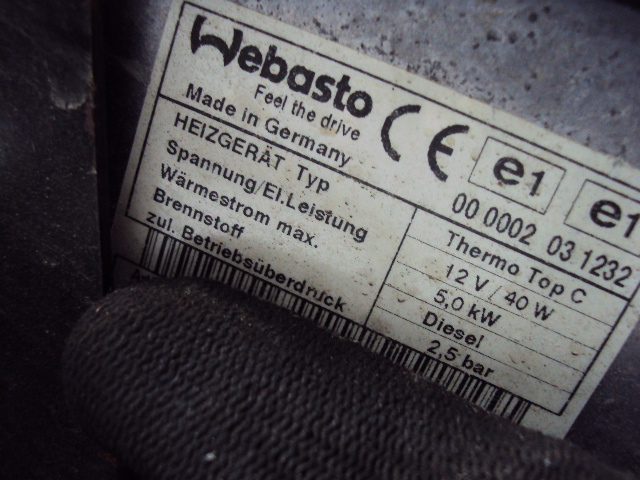 Webasto
Feel the drive
Made in Germany
CE e1 e1
00 0002 03 1232
HEIZGERÄT Typ Thermo Top C
Spannung/El.Leistung 12 V / 40 W
Wärmestrom max. 5,0 kW
Brennstoff Diesel
zul. Betriebsüberdruck 2,5 bar